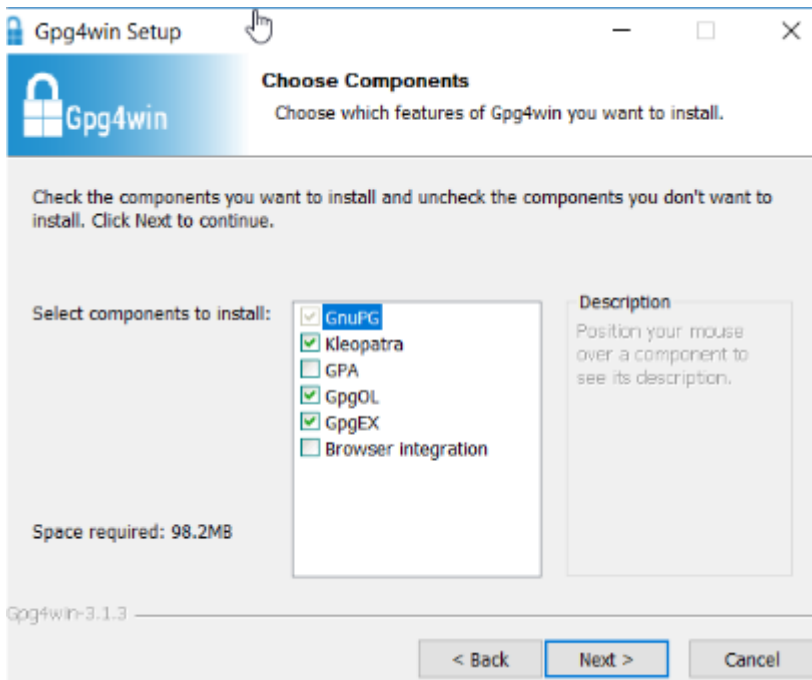 Gpg4win Setup
Gpg4win
Choose Components
Choose which features of Gpg4win you want to install.
Check the components you want to install and uncheck the components you don't want to
install. Click Next to continue.
Select components to install:
GnuPG
Kleopatra
GPA
GpgOL
GpgEX
Browser integration
Description
Position your mouse
over a component to
see its description.
Space required: 98.2MB
Gpg4win-3.1.3
< Back
Next >
Cancel